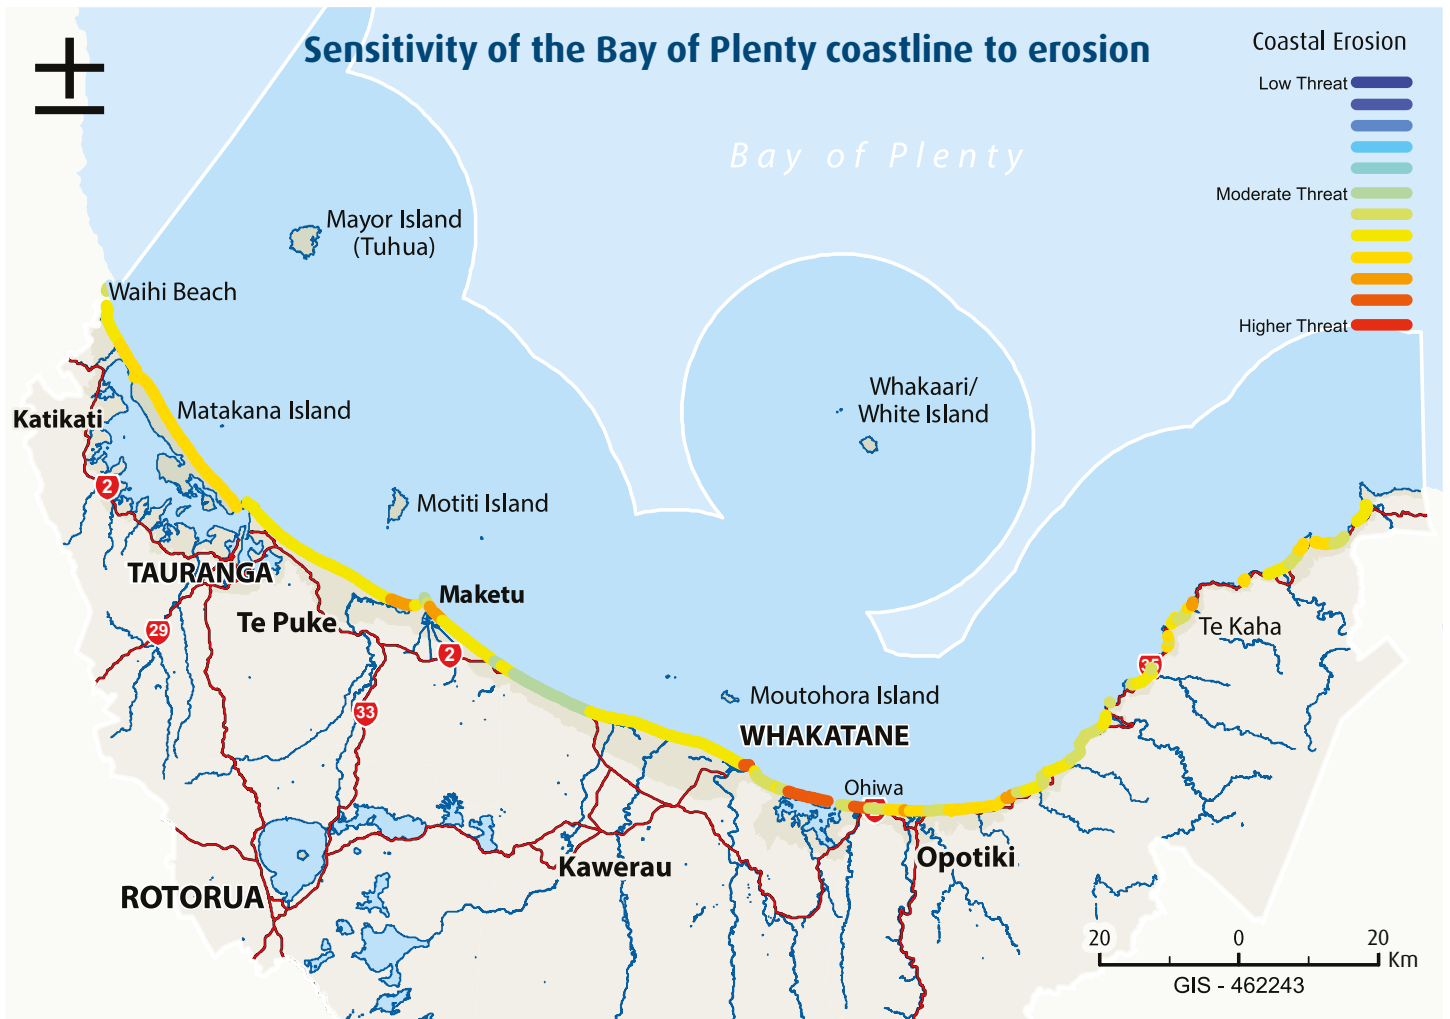 Sensitivity of the Bay of Plenty coastline to erosion
Coastal Erosion
Low Threat
Moderate Threat
Higher Threat
Bay of Plenty
Mayor Island
(Tuhua)
Waihi Beach
Whakaari/
White Island
Matakana Island
Katikati
2
Motiti Island
TAURANGA
Maketu
Te Puke
29
2
Te Kaha
35
Moutohora Island
33
WHAKATANE
Ohiwa
Opotiki
Kawerau
ROTORUA
20
0
20
Km
GIS - 462243